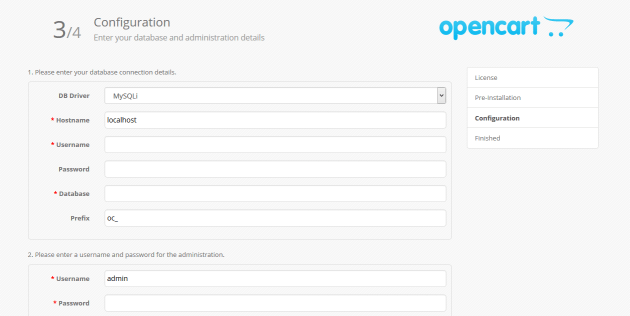 3/4
Configuration
Enter your database and administration details
opencart
1. Please enter your database connection details.
DB Driver MySQLi
* Hostname localhost
* Username
Password
* Database
Prefix oc_
License
Pre-Installation
Configuration
Finished
2. Please enter a username and password for the administration.
* Username admin
* Password